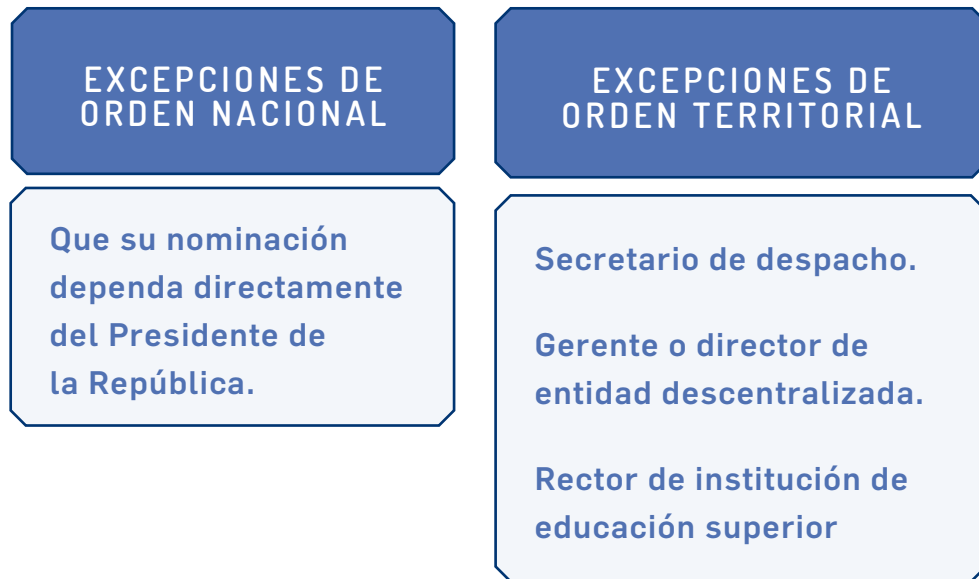 EXCEPCIONES DE
ORDEN NACIONAL
Que su nominación
dependa directamente
del Presidente de
la República.
EXCEPCIONES DE
ORDEN TERRITORIAL
Secretario de despacho.
Gerente o director de
entidad descentralizada.
Rector de institución de
educación superior